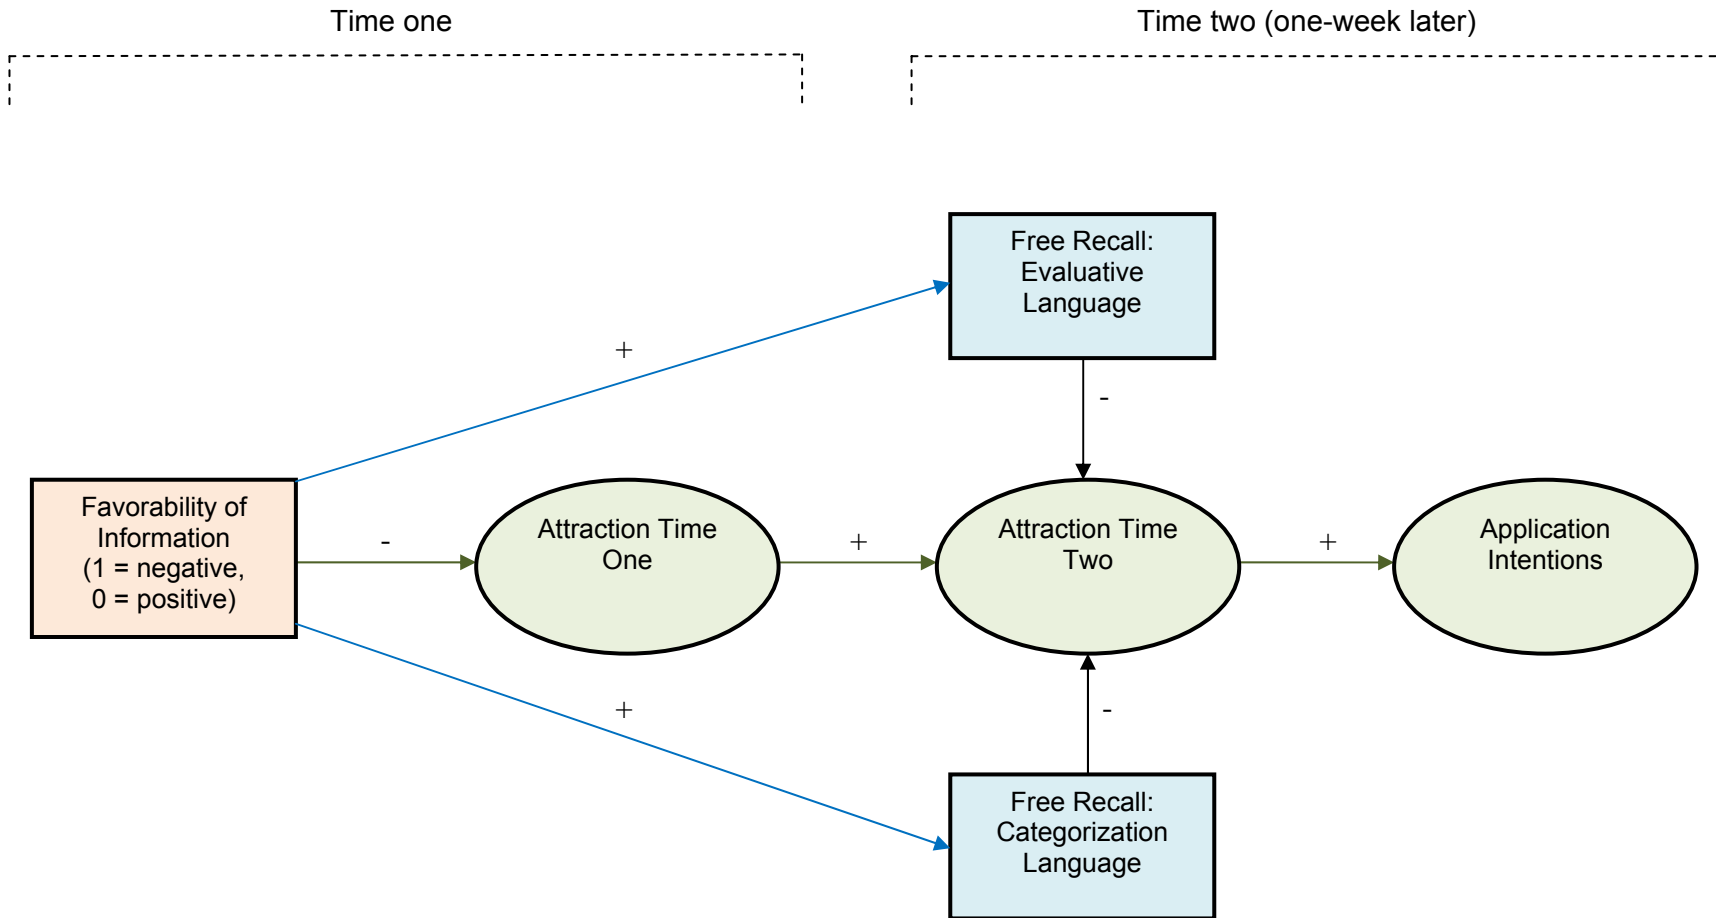 Time one
Time two (one-week later)
Free Recall:
Evaluative
Language
+
-
Favorability of
Information
(1 = negative,
0 = positive)
-
Attraction Time
One
+
Attraction Time
Two
+
Application
Intentions
+
-
Free Recall:
Categorization
Language